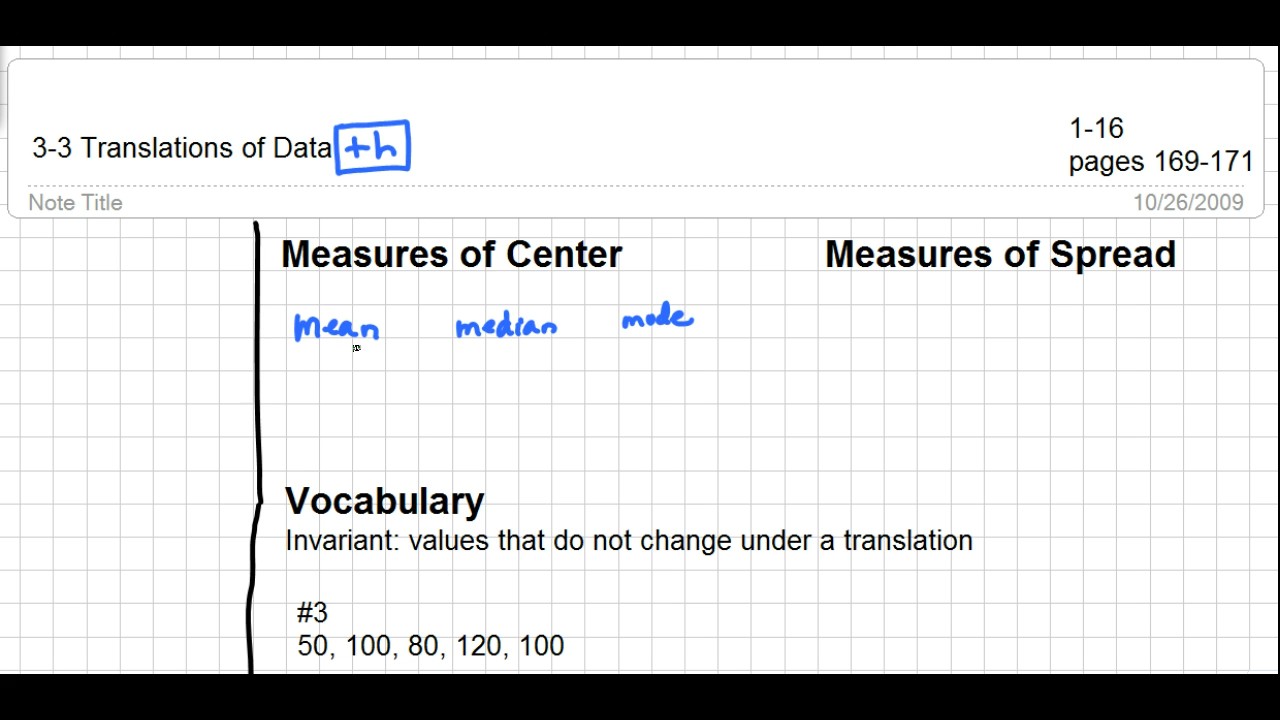 3-3 Translations of Data +h
1-16
pages 169-171
Note Title
10/26/2009
Measures of Center
Measures of Spread
mean median mode
Vocabulary
Invariant: values that do not change under a translation
#3
50, 100, 80, 120, 100